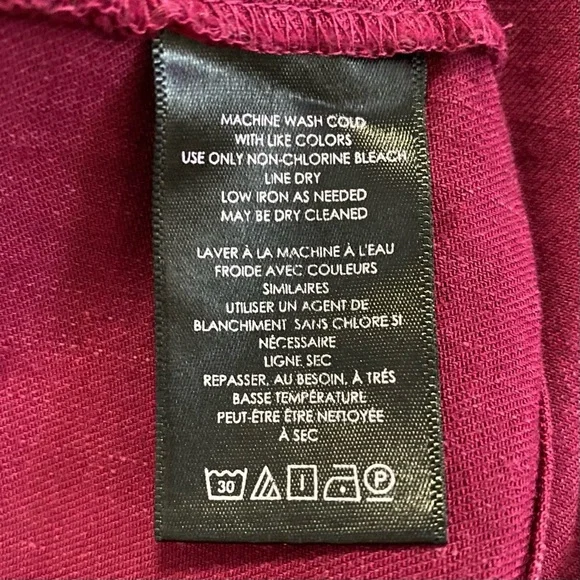 MACHINE WASH COLD
WITH LIKE COLORS
USE ONLY NON-CHLORINE BLEACH
LINE DRY
LOW IRON AS NEEDED
MAY BE DRY CLEANED
LAVER À LA MACHINE À L'EAU
FROIDE AVEC COULEURS
SIMILAIRES
UTILISER UN AGENT DE
BLANCHIMENT SANS CHLORE SI
NÉCESSAIRE
LIGNE SEC
REPASSER, AU BESOIN, À TRÉS
BASSE TEMPÉRATURE
PEUT-ÊTRE ÊTRE NETTOYÉE
À SEC
30 P